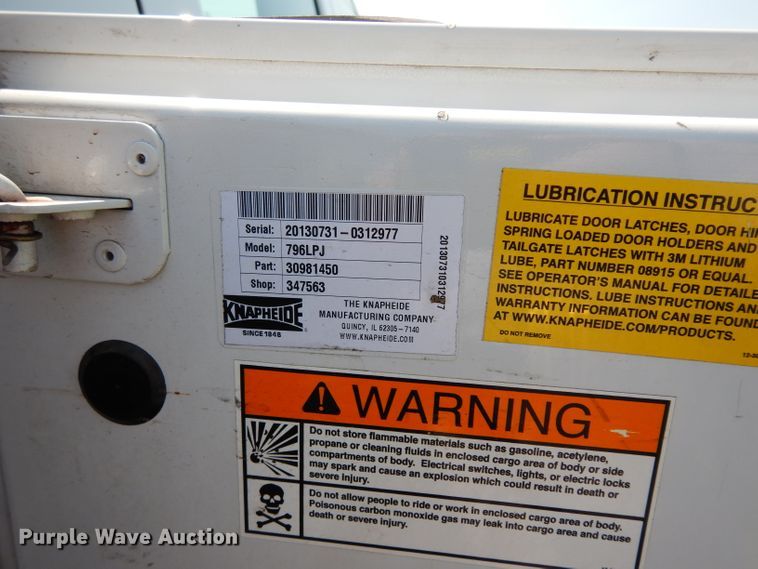 Serial: 20130731-0312977
Model: 796LPJ
Part: 30981450
Shop: 347563
201307310312977
KNAPHEIDE
SINCE 1848
THE KNAPHEIDE
MANUFACTURING COMPANY
QUINCY, IL 62305-7140
WWW.KNAPHEIDE.COM
LUBRICATION INSTRUC
LUBRICATE DOOR LATCHES, DOOR HI
SPRING LOADED DOOR HOLDERS AND
TAILGATE LATCHES WITH 3M LITHIUM
LUBE, PART NUMBER 08915 OR EQUAL.
SEE OPERATOR'S MANUAL FOR DETAILE
INSTRUCTIONS. LUBE INSTRUCTIONS AN
WARRANTY INFORMATION CAN BE FOUND
AT WWW.KNAPHEIDE.COM/PRODUCTS.
DO NOT REMOVE
WARNING
Do not store flammable materials such as gasoline, acetylene,
propane or cleaning fluids in enclosed cargo area of body or side
compartments of body. Electrical switches, lights, or electric locks
may spark and cause an explosion which could result in death or
severe injury.
Do not allow people to ride or work in enclosed cargo area of body.
Poisonous carbon monoxide gas may leak into cargo area and cause
death or severe injury.
Purple Wave Auction